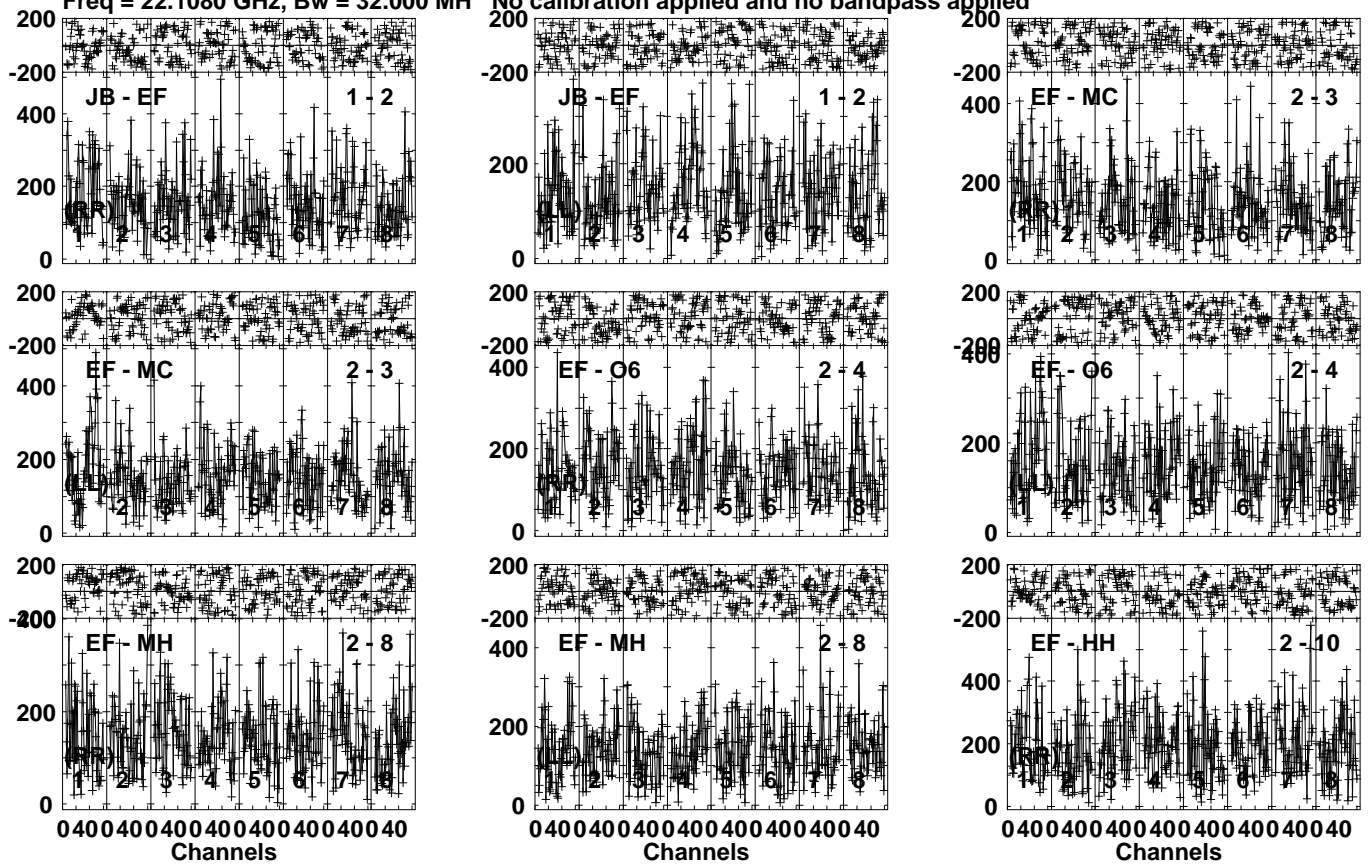 Freq = 22.1080 GHz, Bw = 32.000 MH No calibration applied and no bandpass applied
200 200 200
-200 -200 -200
JB - EF 1 - 2 JB - EF 1 - 2 EF - MC 2 - 3
400 400
200 200 200
(RR) (LL) (RR)
1 2 3 4 5 6 7 8 1 2 3 4 5 6 7 8 1 2 3 4 5 6 7 8
0 0 0
200 200 200
-200 -200 -200
400
EF - MC 2 - 3 EF - O6 2 - 4 EF - O6 2 - 4
400 400
200 200 200
(LL) (RR) (LL)
1 2 3 4 5 6 7 8 1 2 3 4 5 6 7 8 1 2 3 4 5 6 7 8
0 0 0
200 200 200
-200 -200 -200
400
EF - MH 2 - 8 EF - MH 2 - 8 EF - HH 2 - 10
400 400
200 200 200
(RR) (LL) (RR)
1 2 3 4 5 6 7 8 1 2 3 4 5 6 7 8 1 2 3 4 5 6 7 8
0 0 0
0 40 0 40 0 40 0 40 0 40 0 40 0 40 0 40 0 40 0 40 0 40 0 40 0 40 0 40 0 40 0 40 0 40 0 40 0 40 0 40 0 40 0 40 0 40 0 40
Channels Channels Channels